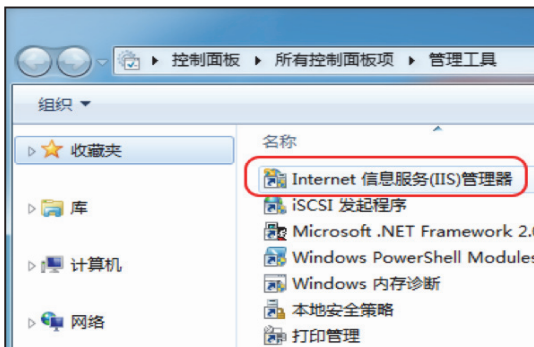 控制面板 ▸ 所有控制面板项 ▸ 管理工具
组织
名称
收藏夹
Internet 信息服务(IIS)管理器
iSCSI 发起程序
库
Microsoft .NET Framework 2.0
Windows PowerShell Modules
计算机
Windows 内存诊断
本地安全策略
网络
打印管理